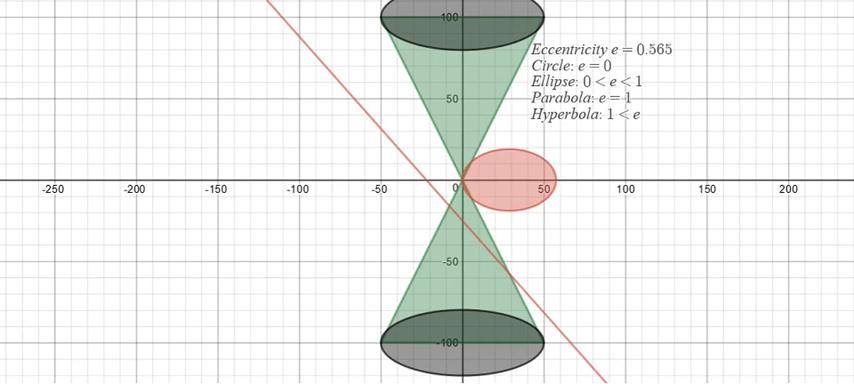 100
Eccentricity e = 0.565
Circle: e = 0
Ellipse: 0 < e < 1
50
Parabola: e = 1
Hyperbola: 1 < e
-250 -200 -150 -100 -50 0 50 100 150 200
-50
-100